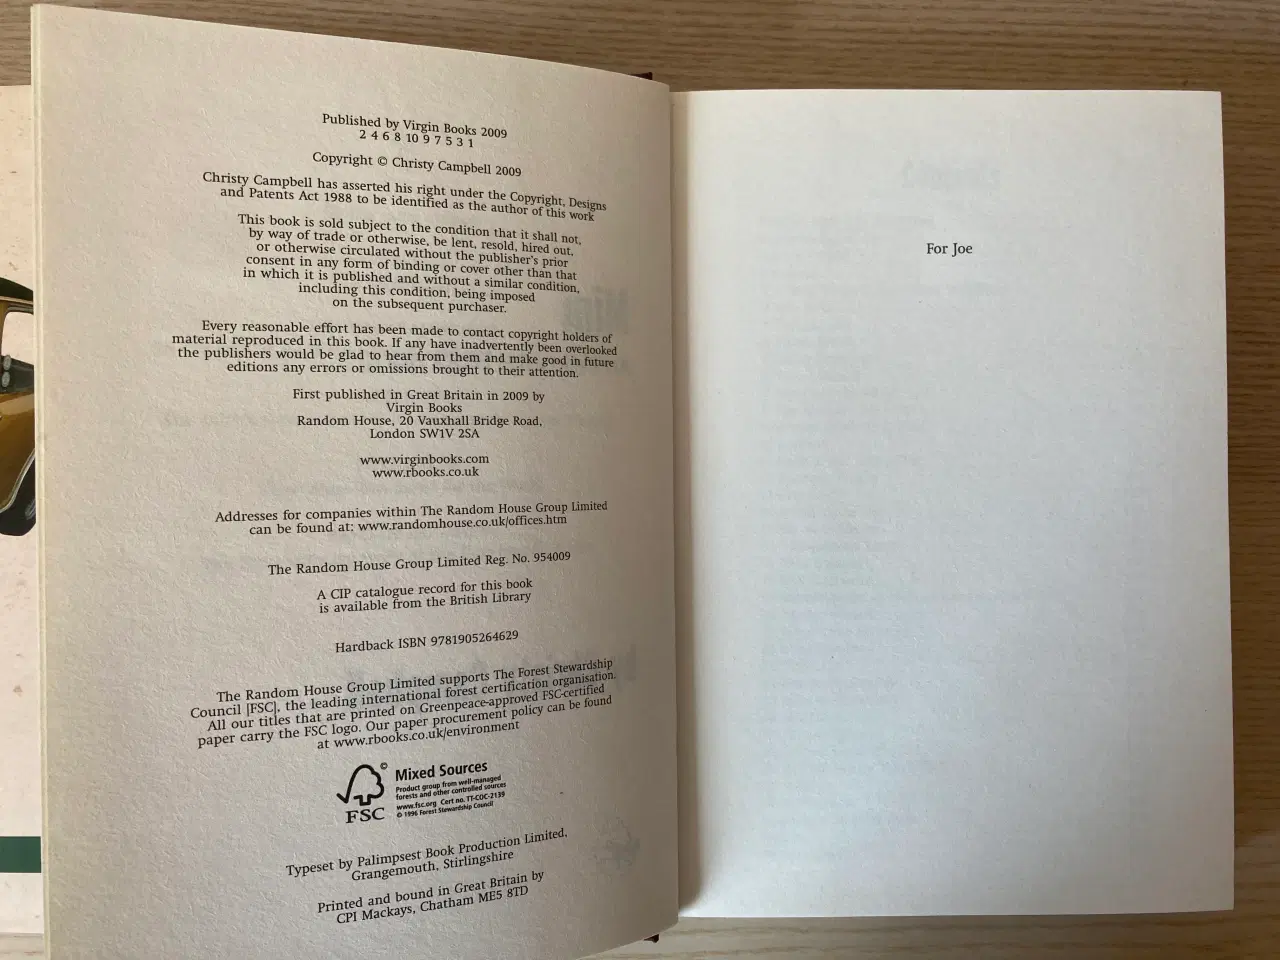 Published by Virgin Books 2009
2 4 6 8 10 9 7 5 3 1
Copyright © Christy Campbell 2009
Christy Campbell has asserted his right under the Copyright, Designs
and Patents Act 1988 to be identified as the author of this work
This book is sold subject to the condition that it shall not,
by way of trade or otherwise, be lent, resold, hired out,
or otherwise circulated without the publisher's prior
consent in any form of binding or cover other than that
in which it is published and without a similar condition,
including this condition, being imposed
on the subsequent purchaser.
Every reasonable effort has been made to contact copyright holders of
material reproduced in this book. If any have inadvertently been overlooked
the publishers would be glad to hear from them and make good in future
editions any errors or omissions brought to their attention.
First published in Great Britain in 2009 by
Virgin Books
Random House, 20 Vauxhall Bridge Road,
London SW1V 2SA
www.virginbooks.com
www.rbooks.co.uk
Addresses for companies within The Random House Group Limited
can be found at: www.randomhouse.co.uk/offices.htm
The Random House Group Limited Reg. No. 954009
A CIP catalogue record for this book
is available from the British Library
Hardback ISBN 9781905264629
The Random House Group Limited supports The Forest Stewardship
Council [FSC], the leading international forest certification organisation.
All our titles that are printed on Greenpeace-approved FSC-certified
paper carry the FSC logo. Our paper procurement policy can be found
at www.rbooks.co.uk/environment
FSC
©
Mixed Sources
Product group from well-managed
forests and other controlled sources
www.fsc.org Cert no. TT-COC-2139
© 1996 Forest Stewardship Council
Typeset by Palimpsest Book Production Limited,
Grangemouth, Stirlingshire
Printed and bound in Great Britain by
CPI Mackays, Chatham ME5 8TD
For Joe